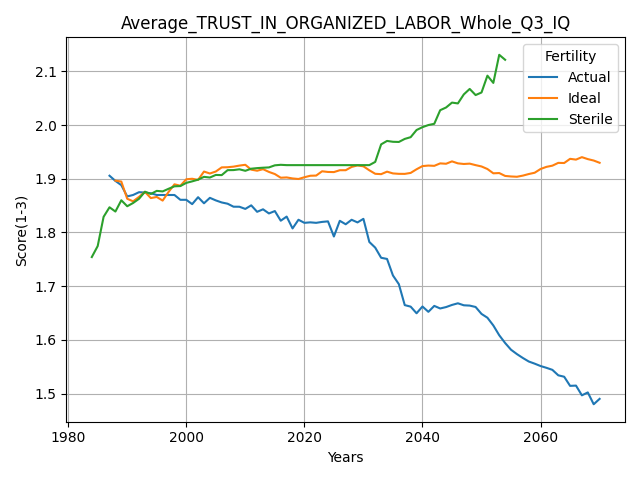 Average_TRUST_IN_ORGANIZED_LABOR_Whole_Q3_IQ
Fertility
Actual
Ideal
Sterile
Score(1-3)
2.1
2.0
1.9
1.8
1.7
1.6
1.5
1980
2000
2020
2040
2060
Years